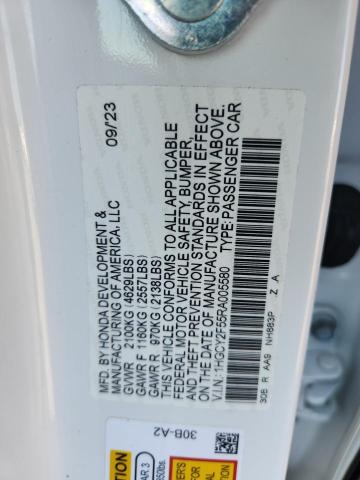 MFD. BY HONDA DEVELOPMENT &
MANUFACTURING OF AMERICA, LLC
09/23
GVWR 2100KG (4629LBS)
GAWR F 1160KG (2557LBS)
GAWR R 970KG (2138LBS)
THIS VEHICLE CONFORMS TO ALL APPLICABLE
FEDERAL MOTOR VEHICLE SAFETY, BUMPER,
AND THEFT PREVENTION STANDARDS IN EFFECT
ON THE DATE OF MANUFACTURE SHOWN ABOVE.
V.I.N.: 1HGCY2F55RA005580 TYPE: PASSENGER CAR
30B R AA9 NH883P Z A
30B-A2